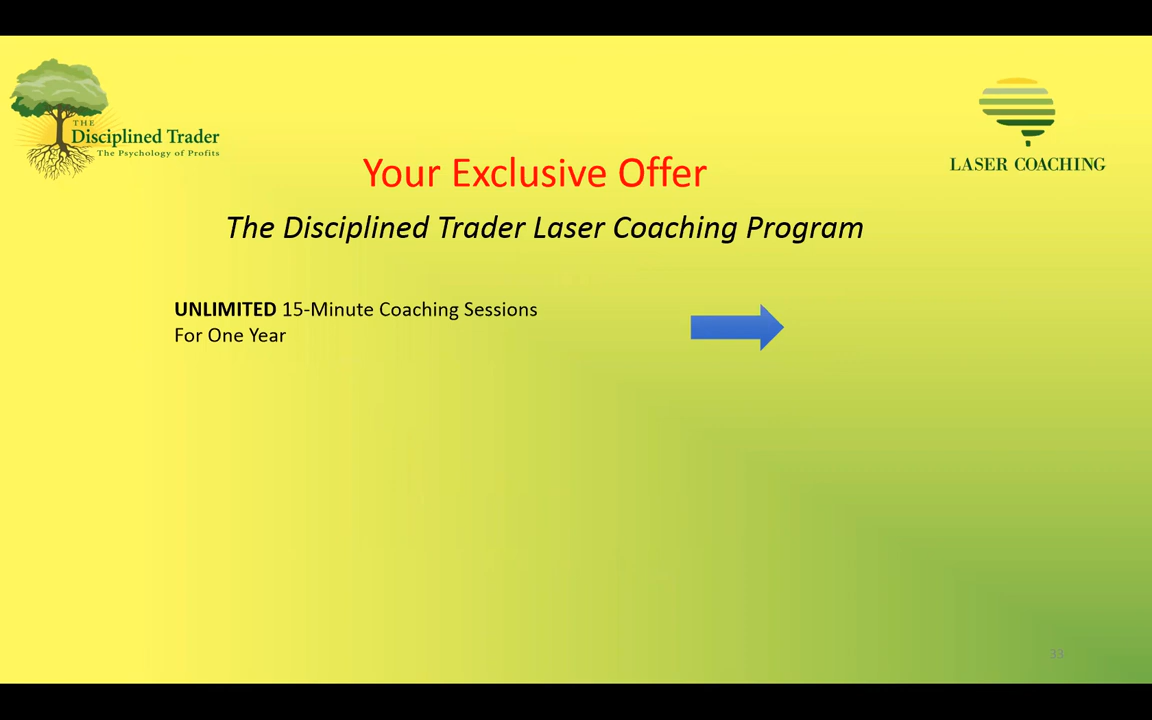 THE
Disciplined Trader
The Psychology of Profits
LASER COACHING
Your Exclusive Offer
The Disciplined Trader Laser Coaching Program
UNLIMITED 15-Minute Coaching Sessions
For One Year
33